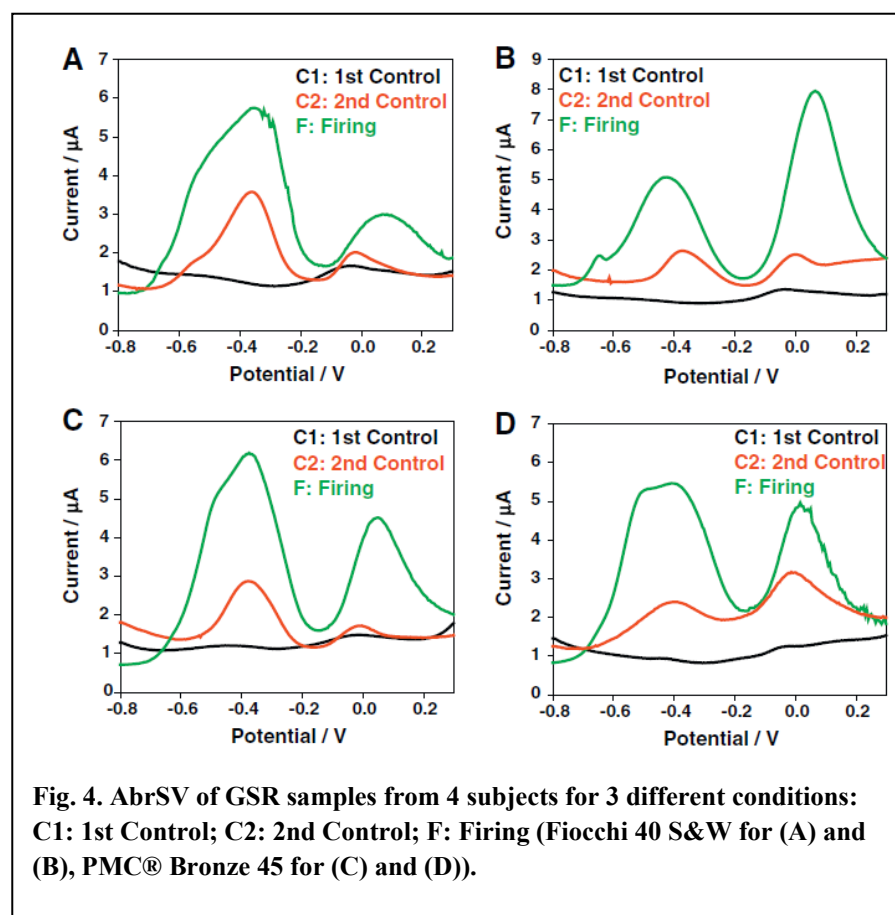 A
C1: 1st Control
C2: 2nd Control
F: Firing
7
6
5
4
3
2
1
0
Current / µA
-0.8 -0.6 -0.4 -0.2 0.0 0.2
Potential / V
B
C1: 1st Control
C2: 2nd Control
F: Firing
9
8
7
6
5
4
3
2
1
0
Current / µA
-0.8 -0.6 -0.4 -0.2 0.0 0.2
Potential / V
C
C1: 1st Control
C2: 2nd Control
F: Firing
7
6
5
4
3
2
1
0
Current / µA
-0.8 -0.6 -0.4 -0.2 0.0 0.2
Potential / V
D
C1: 1st Control
C2: 2nd Control
F: Firing
7
6
5
4
3
2
1
0
Current / µA
-0.8 -0.6 -0.4 -0.2 0.0 0.2
Potential / V
Fig. 4. AbrSV of GSR samples from 4 subjects for 3 different conditions:
C1: 1st Control; C2: 2nd Control; F: Firing (Fiocchi 40 S&W for (A) and
(B), PMC® Bronze 45 for (C) and (D)).